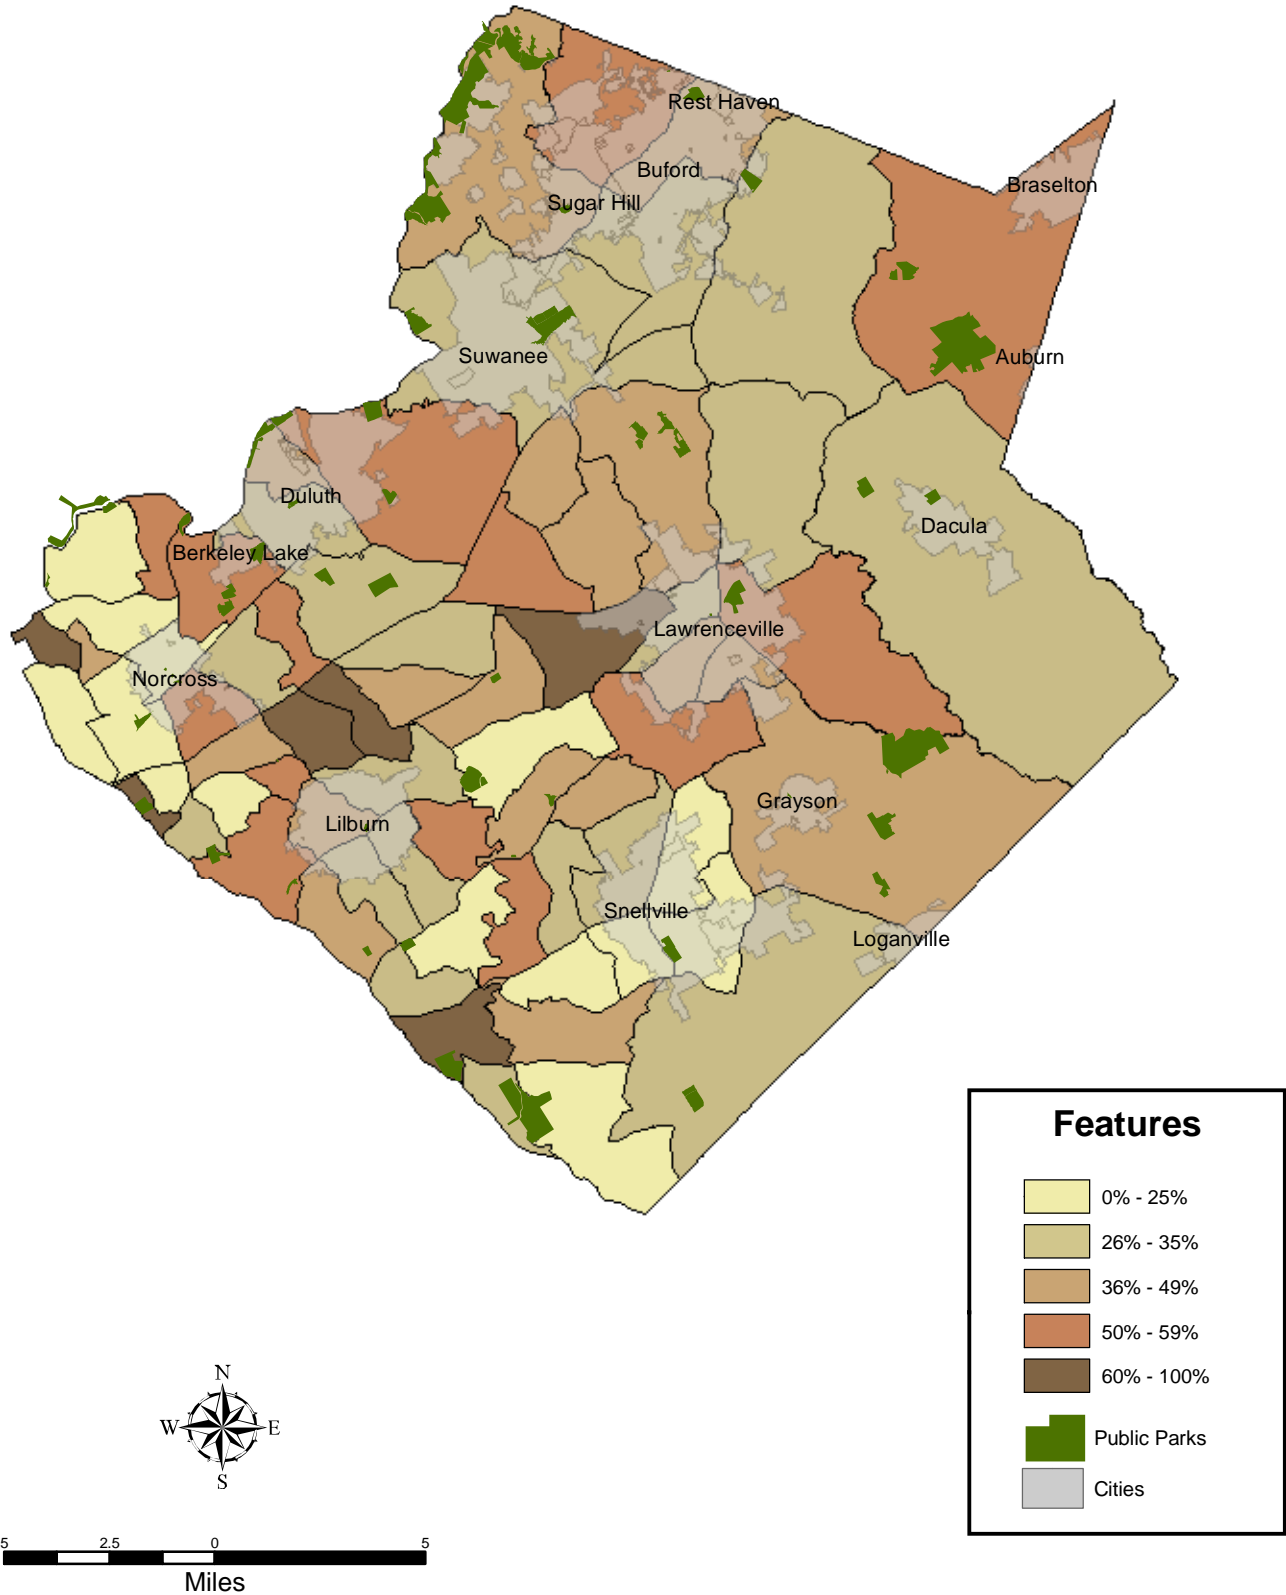 Rest Haven
Buford
Braselton
Sugar Hill
Suwanee
Auburn
Duluth
Dacula
Berkeley Lake
Lawrenceville
Norcross
Grayson
Lilburn
Snellville
Loganville
Features
0% - 25%
26% - 35%
36% - 49%
50% - 59%
60% - 100%
Public Parks
Cities
N
W E
S
5 2.5 0 5
Miles